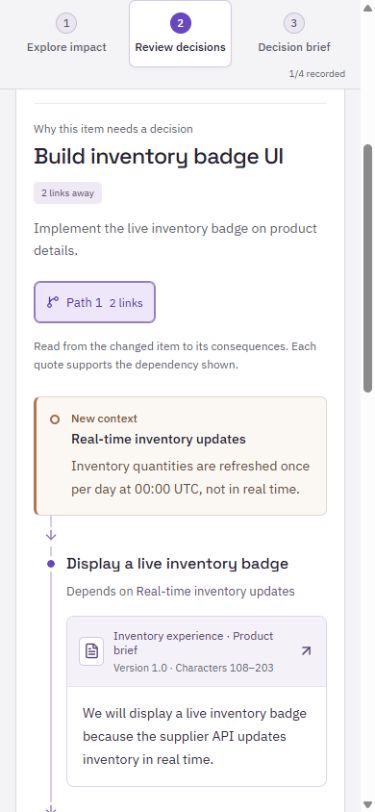 1
Explore impact
2
Review decisions
3
Decision brief
1/4 recorded
Why this item needs a decision
Build inventory badge UI
2 links away
Implement the live inventory badge on product
details.
Path 1 2 links
Read from the changed item to its consequences. Each
quote supports the dependency shown.
New context
Real-time inventory updates
Inventory quantities are refreshed once
per day at 00:00 UTC, not in real time.
Display a live inventory badge
Depends on Real-time inventory updates
Inventory experience · Product
brief
Version 1.0 · Characters 108–203
We will display a live inventory badge
because the supplier API updates
inventory in real time.